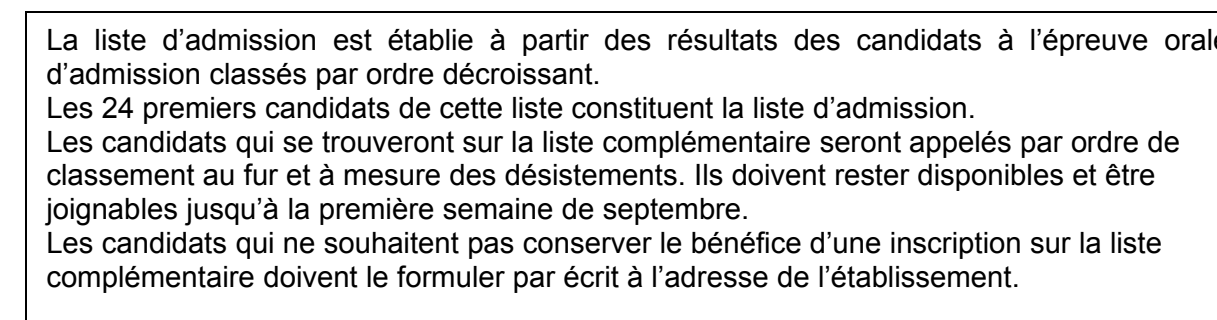 La liste d’admission est établie à partir des résultats des candidats à l’épreuve orale
d’admission classés par ordre décroissant.
Les 24 premiers candidats de cette liste constituent la liste d’admission.
Les candidats qui se trouveront sur la liste complémentaire seront appelés par ordre de
classement au fur et à mesure des désistements. Ils doivent rester disponibles et être
joignables jusqu’à la première semaine de septembre.
Les candidats qui ne souhaitent pas conserver le bénéfice d’une inscription sur la liste
complémentaire doivent le formuler par écrit à l’adresse de l’établissement.